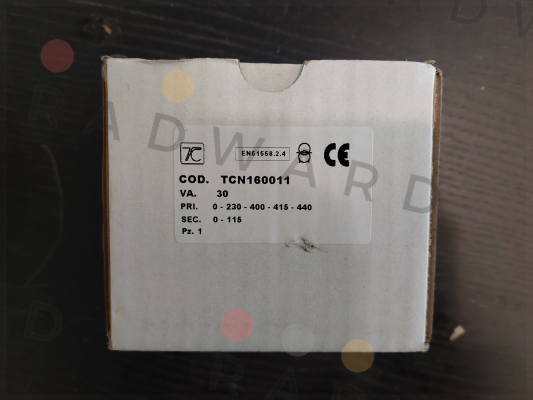 RADWARD
TC
EN61558.2.4
CE
COD. TCN160011
VA. 30
PRI. 0 - 230 - 400 - 415 - 440
SEC. 0 - 115
Pz. 1